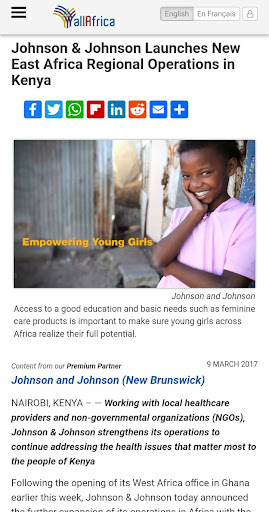 allAfrica
English
En Français
Johnson & Johnson Launches New
East Africa Regional Operations in
Kenya
Empowering Young Girls
Johnson and Johnson
Access to a good education and basic needs such as feminine
care products is important to make sure young girls across
Africa realize their full potential.
Content from our Premium Partner
9 MARCH 2017
Johnson and Johnson (New Brunswick)
NAIROBI, KENYA – — Working with local healthcare
providers and non-governmental organizations (NGOs),
Johnson & Johnson strengthens its operations to
continue addressing the health issues that matter most to
the people of Kenya
Following the opening of its West Africa office in Ghana
earlier this week, Johnson & Johnson today announced
the further expansion of its operations in Africa with the